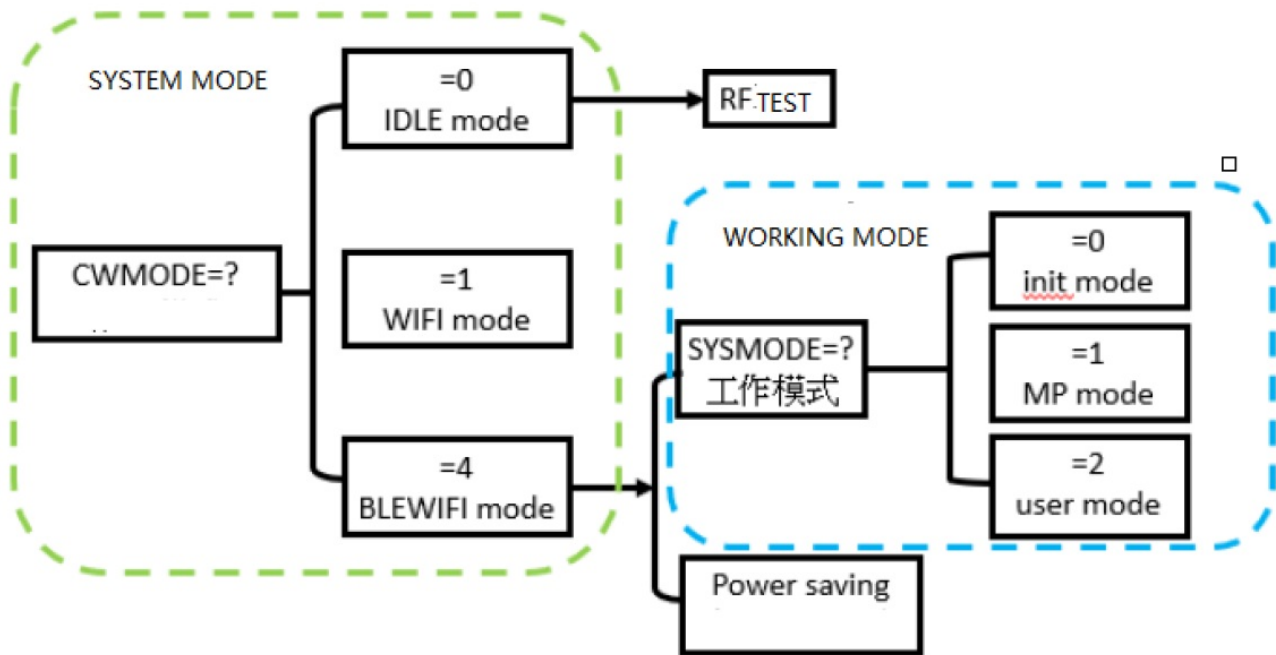 SYSTEM MODE
=0
IDLE mode
RF TEST
CWMODE=?
=1
WIFI mode
=4
BLEWIFI mode
WORKING MODE
SYSMODE=?
工作模式
=0
init mode
=1
MP mode
=2
user mode
Power saving